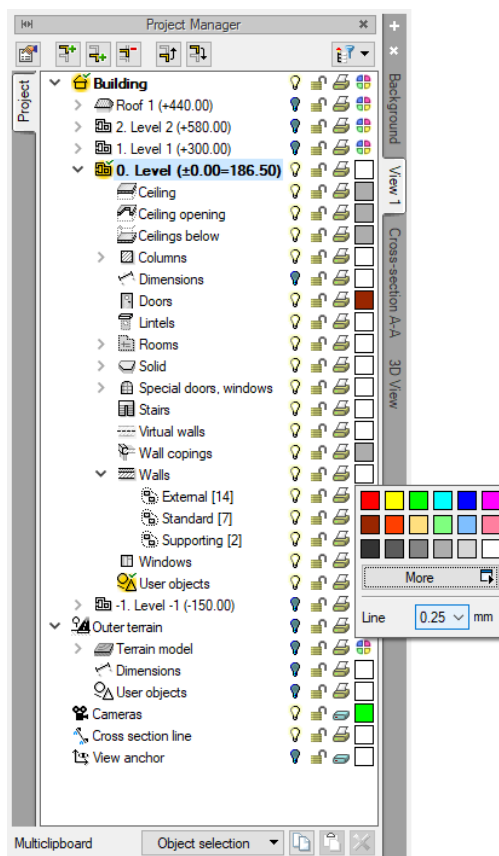 Project Manager
Project
Building
Roof 1 (+440.00)
2. Level 2 (+580.00)
1. Level 1 (+300.00)
0. Level (±0.00=186.50)
Ceiling
Ceiling opening
Ceilings below
Columns
Dimensions
Doors
Lintels
Rooms
Solid
Special doors, windows
Stairs
Virtual walls
Wall copings
Walls
External [14]
Standard [7]
Supporting [2]
Windows
User objects
-1. Level -1 (-150.00)
Outer terrain
Terrain model
Dimensions
User objects
Cameras
Cross section line
View anchor
Multiclipboard
Object selection
Background
View 1
Cross-section A-A
3D View
More
Line 0.25 mm